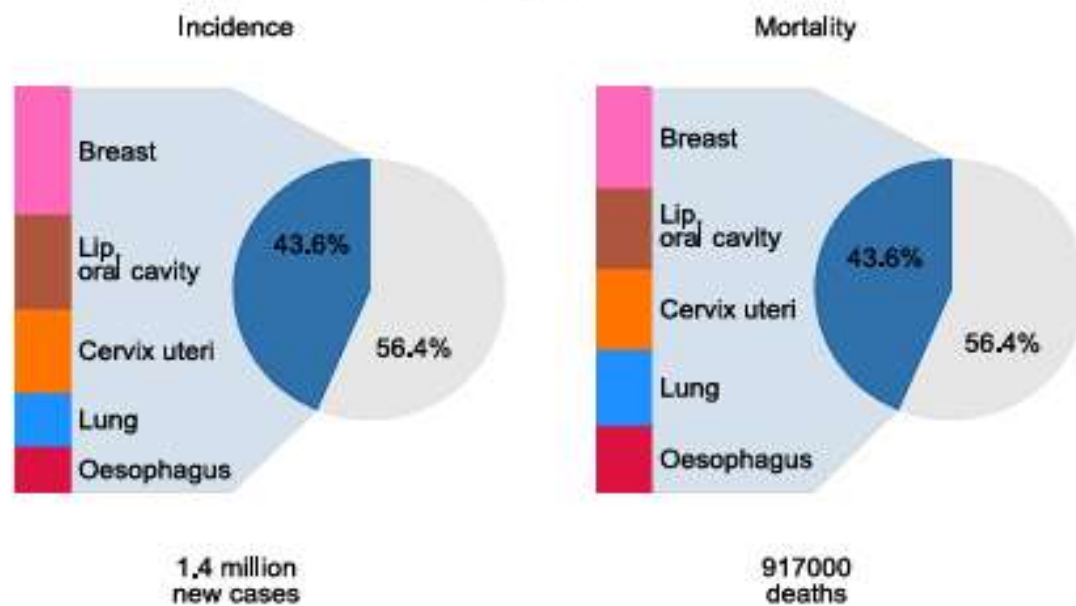 Incidence
Breast
Lip,
oral cavity
Cervix uteri
Lung
Oesophagus
43.6%
56.4%
1.4 million
new cases
Mortality
Breast
Lip,
oral cavity
Cervix uteri
Lung
Oesophagus
43.6%
56.4%
917000
deaths